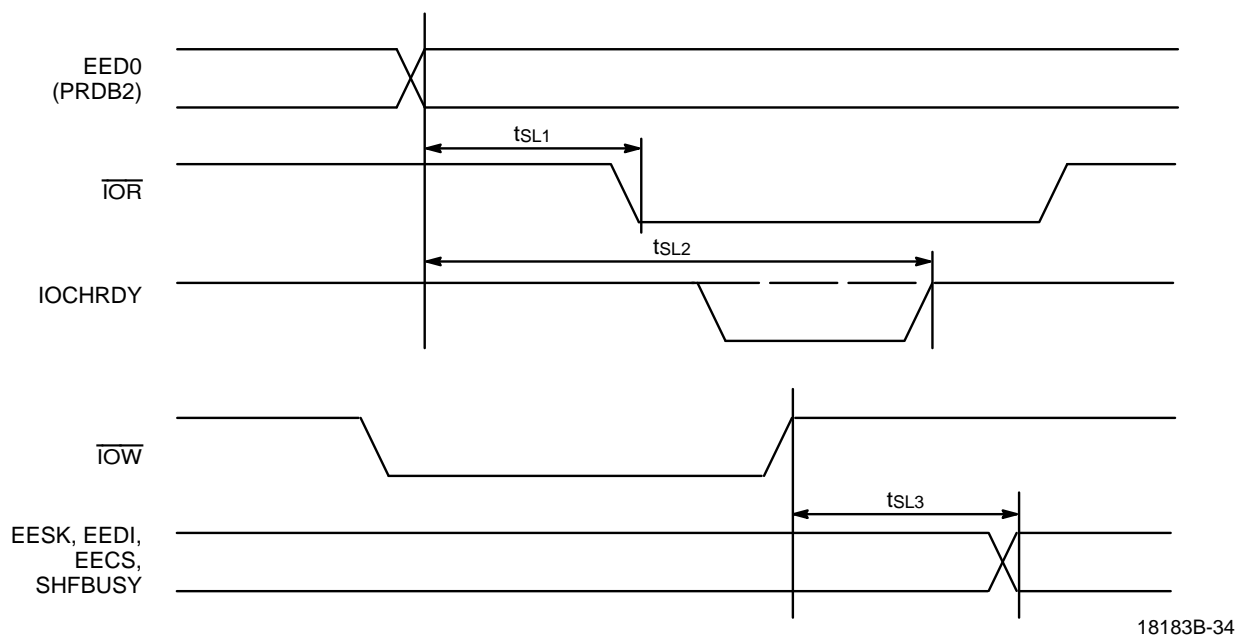 EED0
(PRDB2)
tSL1
IOR
tSL2
IOCHRDY
IOW
tSL3
EESK, EEDI,
EECS,
SHFBUSY
18183B-34